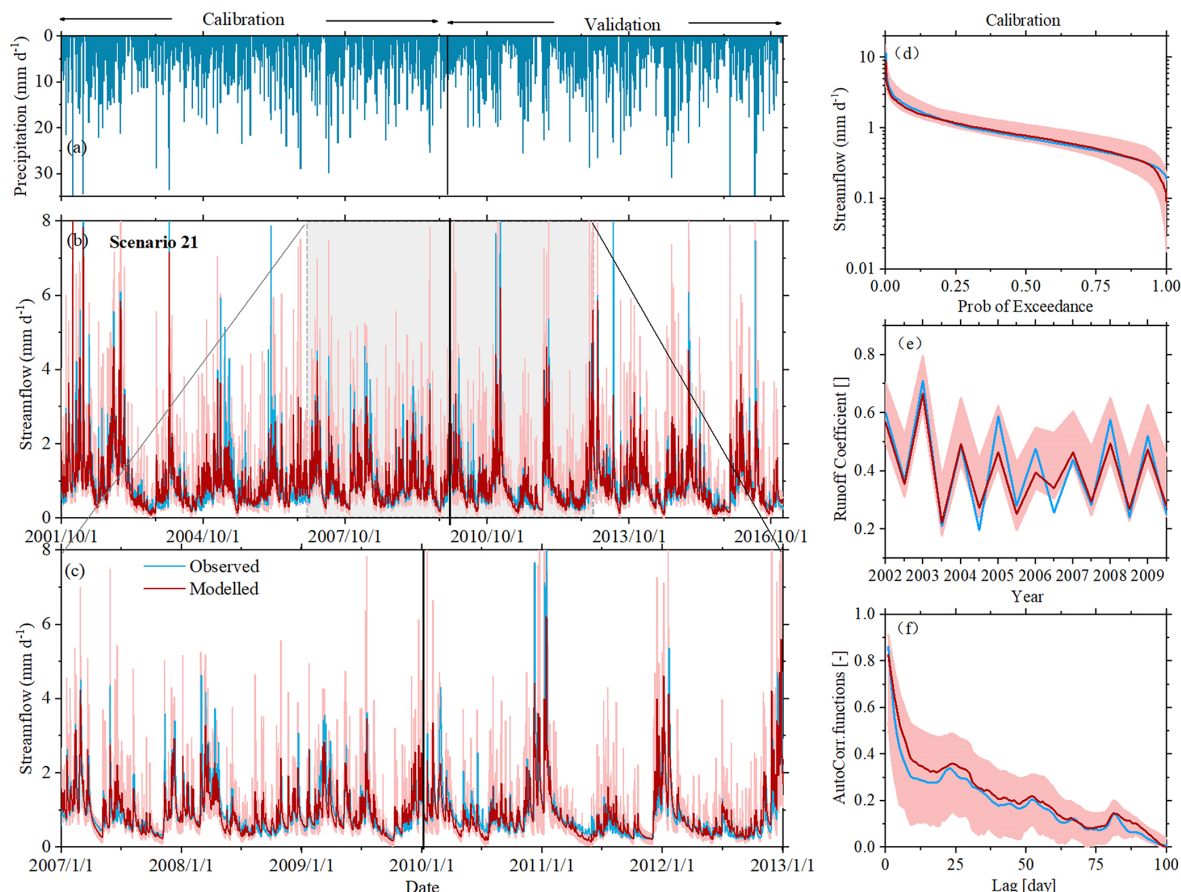 Calibration
Validation
0
10
20
30
Precipitation (mm d⁻¹)
(a)
(b)
Scenario 21
8
6
4
2
0
Streamflow (mm d⁻¹)
2001/10/1
2004/10/1
2007/10/1
2010/10/1
2013/10/1
2016/10/1
(c)
Observed
Modelled
8
6
4
2
0
Streamflow (mm d⁻¹)
2007/1/1
2008/1/1
2009/1/1
2010/1/1
2011/1/1
2012/1/1
2013/1/1
Date
Calibration
(d)
10
1
0.1
0.01
Streamflow (mm d⁻¹)
0.00
0.25
0.50
0.75
1.00
Prob of Exceedance
(e)
0.8
0.6
0.4
0.2
Runoff Coefficient []
2002
2003
2004
2005
2006
2007
2008
2009
Year
(f)
1.0
0.8
0.6
0.4
0.2
0.0
AutoCorr. functions [-]
0
25
50
75
100
Lag [day]